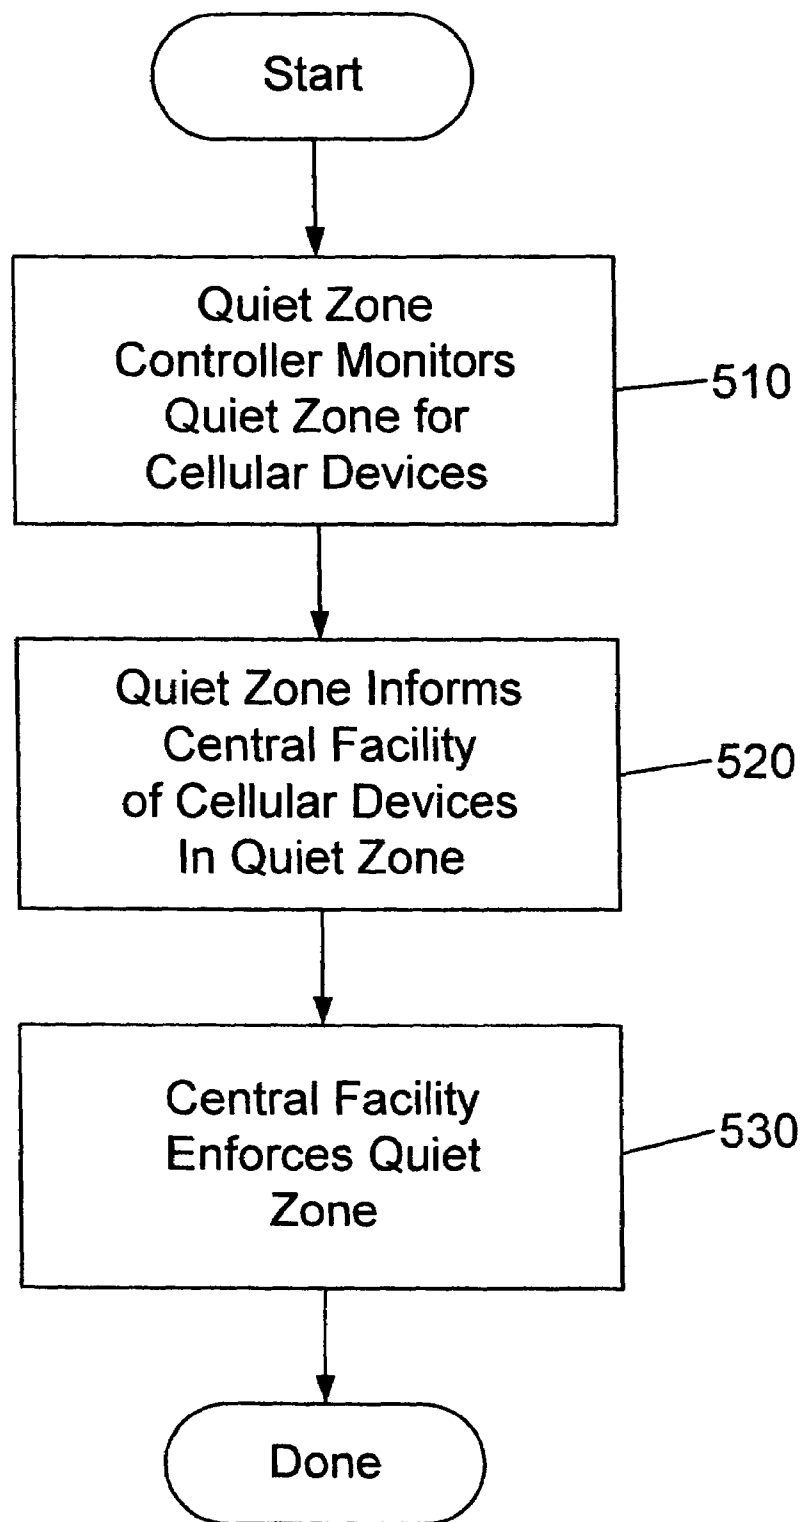 Start
Quiet Zone
Controller Monitors
Quiet Zone for
Cellular Devices
510
Quiet Zone Informs
Central Facility
of Cellular Devices
In Quiet Zone
520
Central Facility
Enforces Quiet
Zone
530
Done